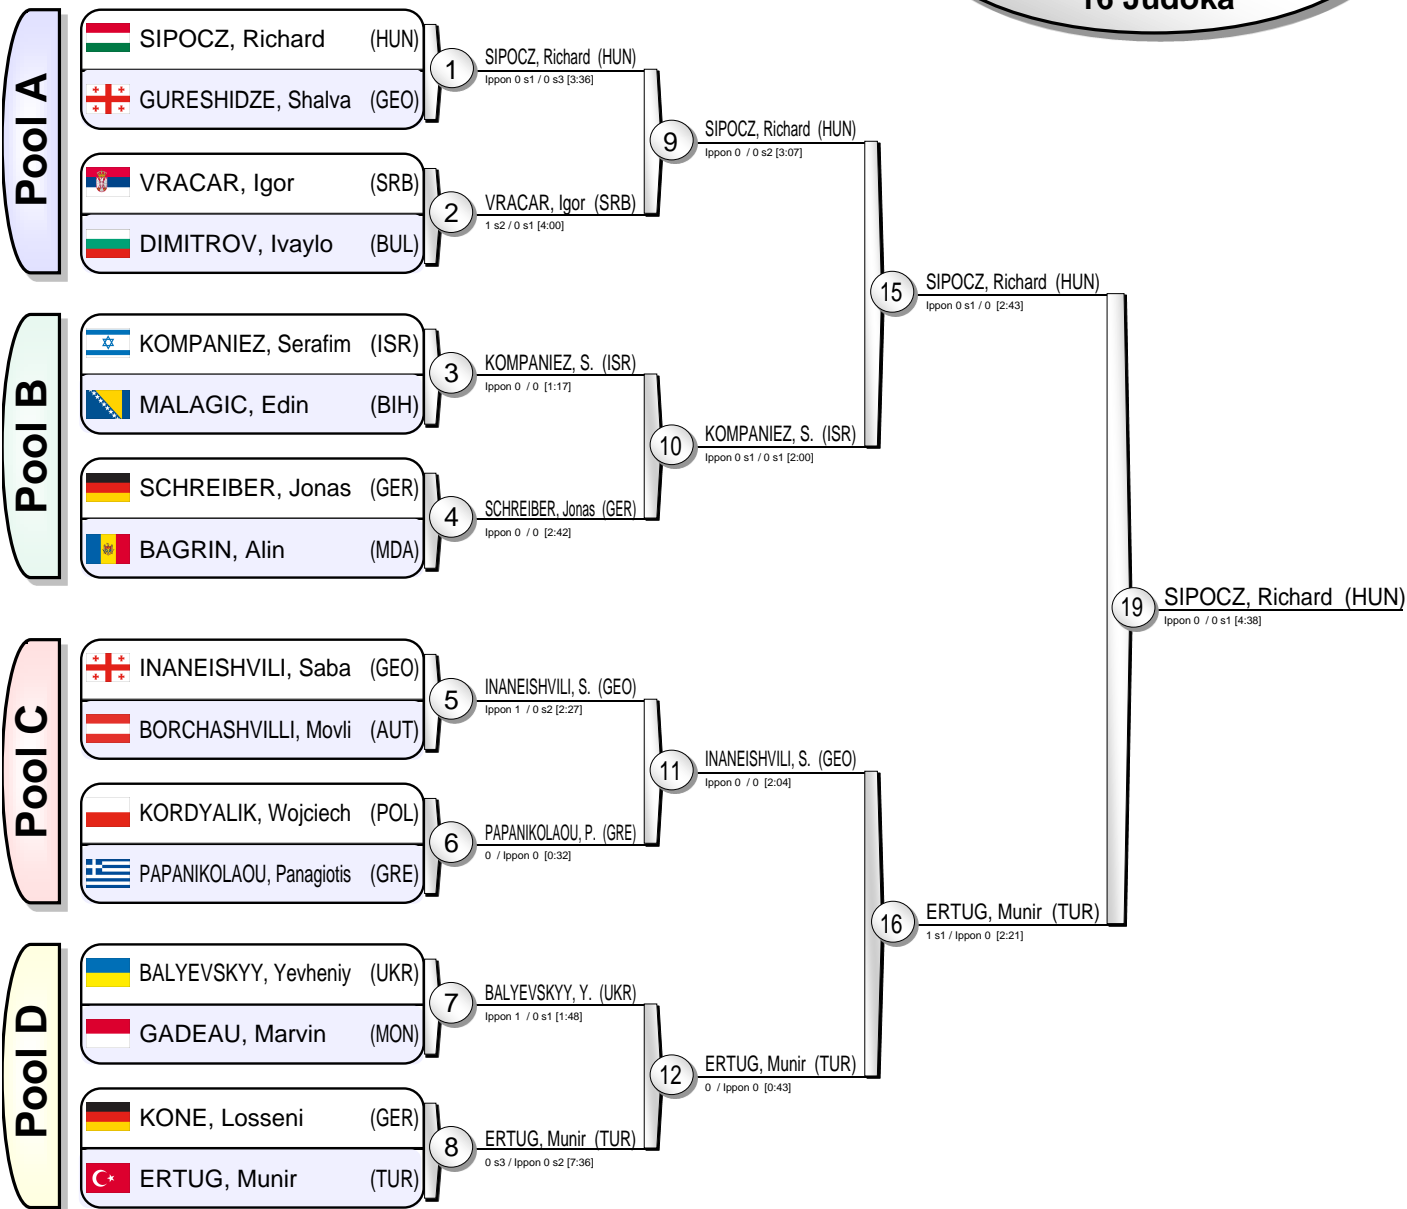 16 Judoka
Pool A
SIPOCZ, Richard (HUN)
GURESHIDZE, Shalva (GEO)
VRACAR, Igor (SRB)
DIMITROV, Ivaylo (BUL)
Pool B
KOMPANIEZ, Serafim (ISR)
MALAGIC, Edin (BIH)
SCHREIBER, Jonas (GER)
BAGRIN, Alin (MDA)
Pool C
INANEISHVILI, Saba (GEO)
BORCHASHVILLI, Movli (AUT)
KORDYALIK, Wojciech (POL)
PAPANIKOLAOU, Panagiotis (GRE)
Pool D
BALYEVSKYY, Yevheniy (UKR)
GADEAU, Marvin (MON)
KONE, Losseni (GER)
ERTUG, Munir (TUR)
1
SIPOCZ, Richard (HUN)
Ippon 0 s1 / 0 s3 [3:36]
2
VRACAR, Igor (SRB)
1 s2 / 0 s1 [4:00]
3
KOMPANIEZ, S. (ISR)
Ippon 0 / 0 [1:17]
4
SCHREIBER, Jonas (GER)
Ippon 0 / 0 [2:42]
5
INANEISHVILI, S. (GEO)
Ippon 1 / 0 s2 [2:27]
6
PAPANIKOLAOU, P. (GRE)
0 / Ippon 0 [0:32]
7
BALYEVSKYY, Y. (UKR)
Ippon 1 / 0 s1 [1:48]
8
ERTUG, Munir (TUR)
0 s3 / Ippon 0 s2 [7:36]
9
SIPOCZ, Richard (HUN)
Ippon 0 / 0 s2 [3:07]
10
KOMPANIEZ, S. (ISR)
Ippon 0 s1 / 0 s1 [2:00]
11
INANEISHVILI, S. (GEO)
Ippon 0 / 0 [2:04]
12
ERTUG, Munir (TUR)
0 / Ippon 0 [0:43]
15
SIPOCZ, Richard (HUN)
Ippon 0 s1 / 0 [2:43]
16
ERTUG, Munir (TUR)
1 s1 / Ippon 0 [2:21]
19
SIPOCZ, Richard (HUN)
Ippon 0 / 0 s1 [4:38]